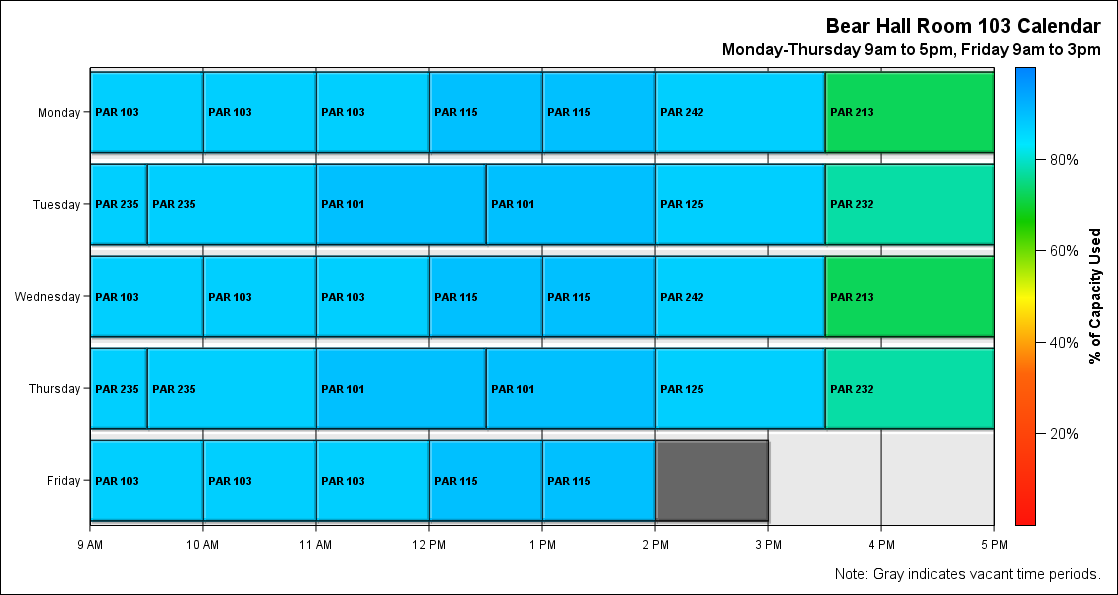 Bear Hall Room 103 Calendar
Monday-Thursday 9am to 5pm, Friday 9am to 3pm
Monday PAR 103 PAR 103 PAR 103 PAR 115 PAR 115 PAR 242 PAR 213
80%
Tuesday PAR 235 PAR 235 PAR 101 PAR 101 PAR 125 PAR 232
60%
Wednesday PAR 103 PAR 103 PAR 103 PAR 115 PAR 115 PAR 242 PAR 213
% of Capacity Used
40%
Thursday PAR 235 PAR 235 PAR 101 PAR 101 PAR 125 PAR 232
20%
Friday PAR 103 PAR 103 PAR 103 PAR 115 PAR 115
9 AM 10 AM 11 AM 12 PM 1 PM 2 PM 3 PM 4 PM 5 PM
Note: Gray indicates vacant time periods.